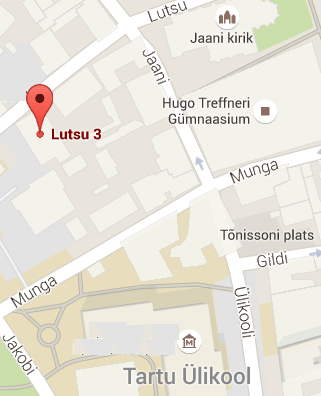 Lutsu
Jaani kirik
Jaani
Hugo Treffneri
Gümnaasium
Lutsu 3
Munga
Tõnissoni plats
Gildi
Munga
Ülikooli
Jakobi
Tartu Ülikool